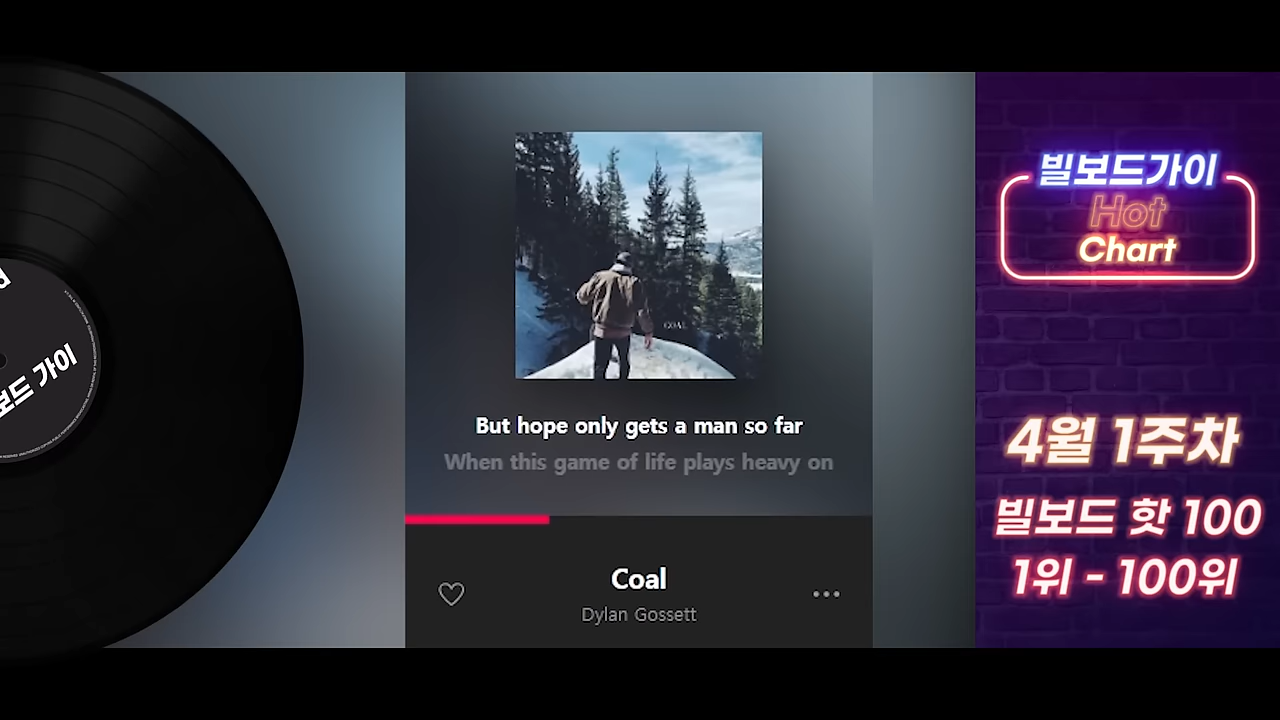 보드 가이
COAL
But hope only gets a man so far
When this game of life plays heavy on
Coal
Dylan Gossett
빌보드가이
Hot
Chart
4월 1주차
빌보드 핫 100
1위 - 100위